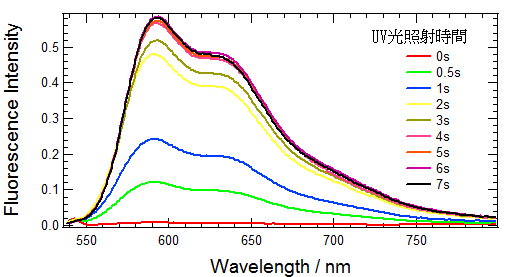 UV光照射時間
0s
0.5s
1s
2s
3s
4s
5s
6s
7s
Fluorescence Intensity
0.5
0.4
0.3
0.2
0.1
0.0
550 600 650 700 750
Wavelength / nm